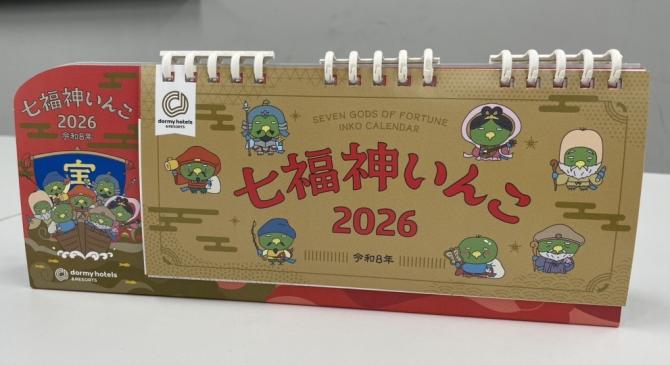 七福神いんこ
2026
令和8年
宝
dormy hotels
&RESORTS
dormy hotels
&RESORTS
SEVEN GODS OF FORTUNE
INKO CALENDAR
七福神いんこ
2026
令和8年